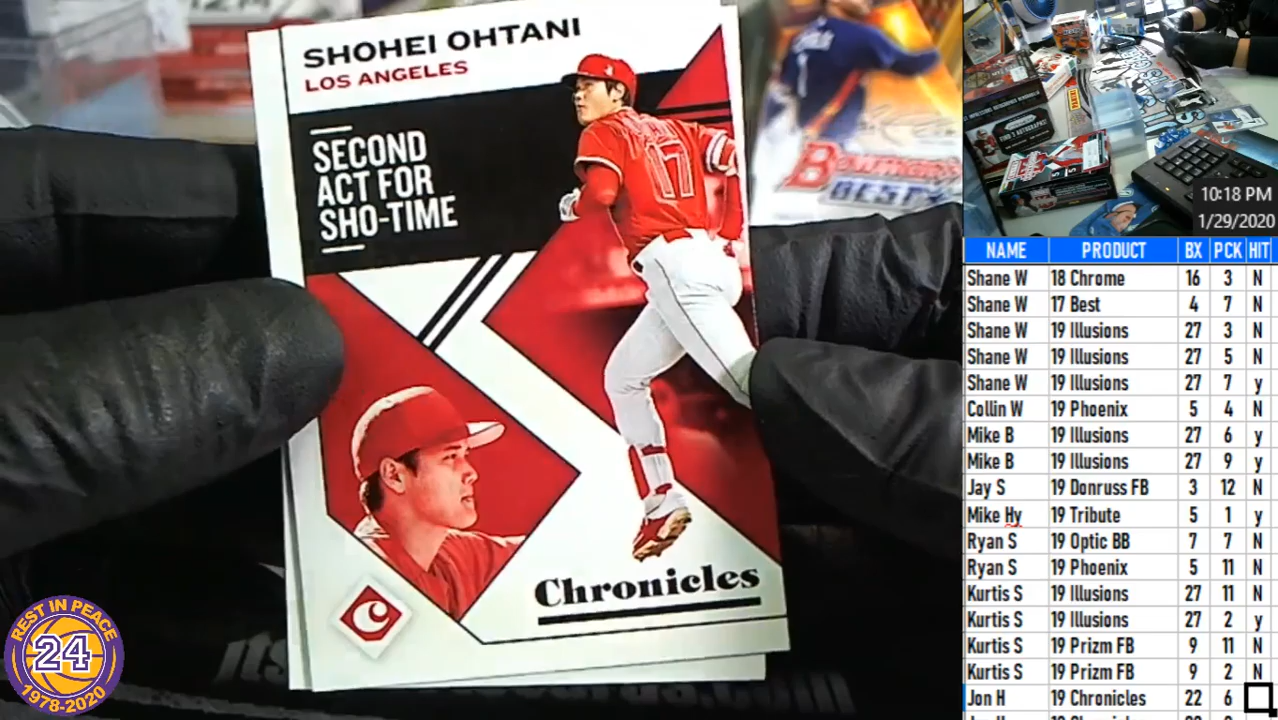 SHOHEI OHTANI
LOS ANGELES
SECOND
ACT FOR
SHO-TIME
17
Chronicles
C
1
Bowman's
BEST
REST IN PEACE
24
1978-2020
10:18 PM
1/29/2020
NAME PRODUCT BX PCK HIT
Shane W 18 Chrome 16 3 N
Shane W 17 Best 4 7 N
Shane W 19 Illusions 27 3 N
Shane W 19 Illusions 27 5 N
Shane W 19 Illusions 27 7 y
Collin W 19 Phoenix 5 4 N
Mike B 19 Illusions 27 6 y
Mike B 19 Illusions 27 9 y
Jay S 19 Donruss FB 3 12 N
Mike Hy 19 Tribute 5 1 y
Ryan S 19 Optic BB 7 7 N
Ryan S 19 Phoenix 5 11 N
Kurtis S 19 Illusions 27 11 N
Kurtis S 19 Illusions 27 2 y
Kurtis S 19 Prizm FB 9 11 N
Kurtis S 19 Prizm FB 9 2 N
Jon H 19 Chronicles 22 6